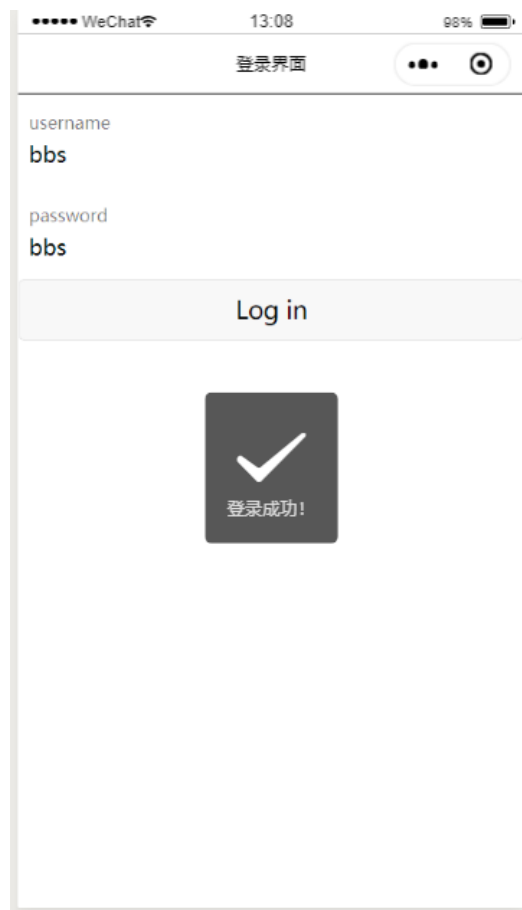 ●●●●● WeChat 13:08 98%
登录界面
username
bbs
password
bbs
Log in
登录成功!